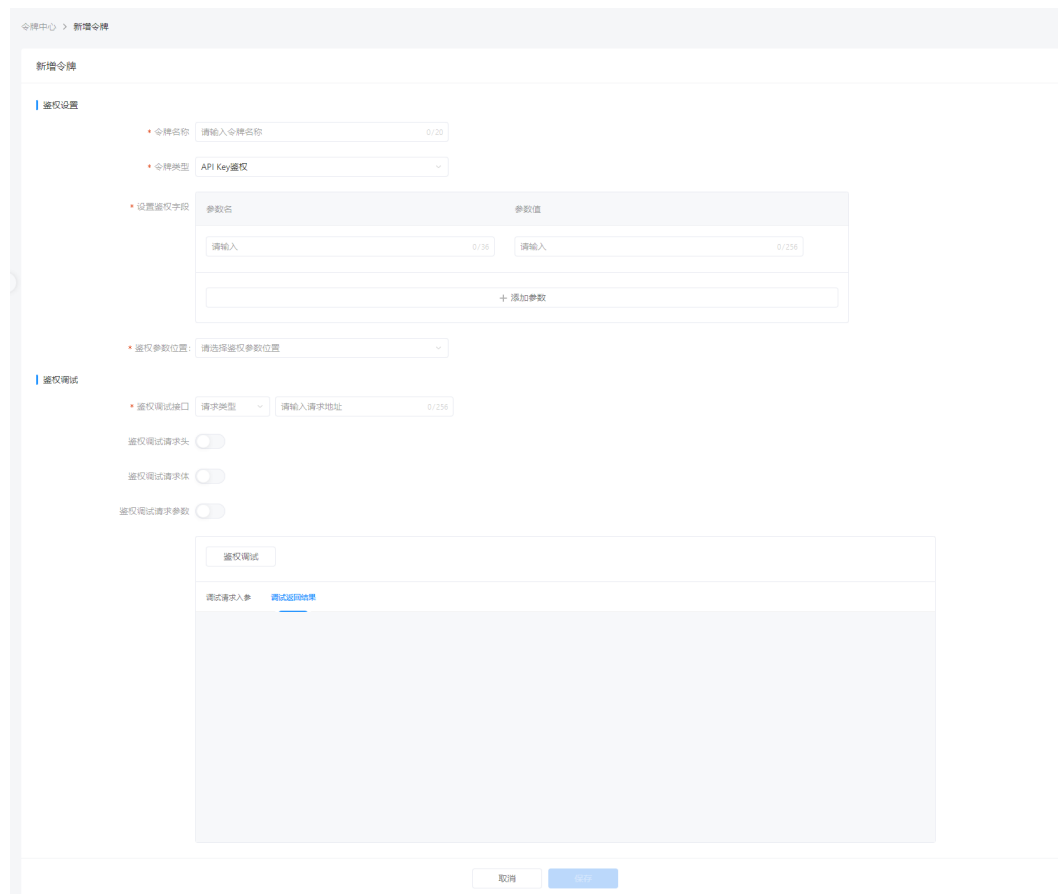 令牌中心 > 新增令牌
新增令牌
鉴权设置
* 令牌名称 请输入令牌名称 0/20
* 令牌类型 API Key鉴权
* 设置鉴权字段 参数名 参数值
请输入 0/36 请输入 0/256
+ 添加参数
* 鉴权参数位置: 请选择鉴权参数位置
鉴权调试
* 鉴权调试接口 请求类型 请输入请求地址 0/256
鉴权调试请求头
鉴权调试请求体
鉴权调试请求参数
鉴权调试
调试请求入参 调试返回结果
取消 保存